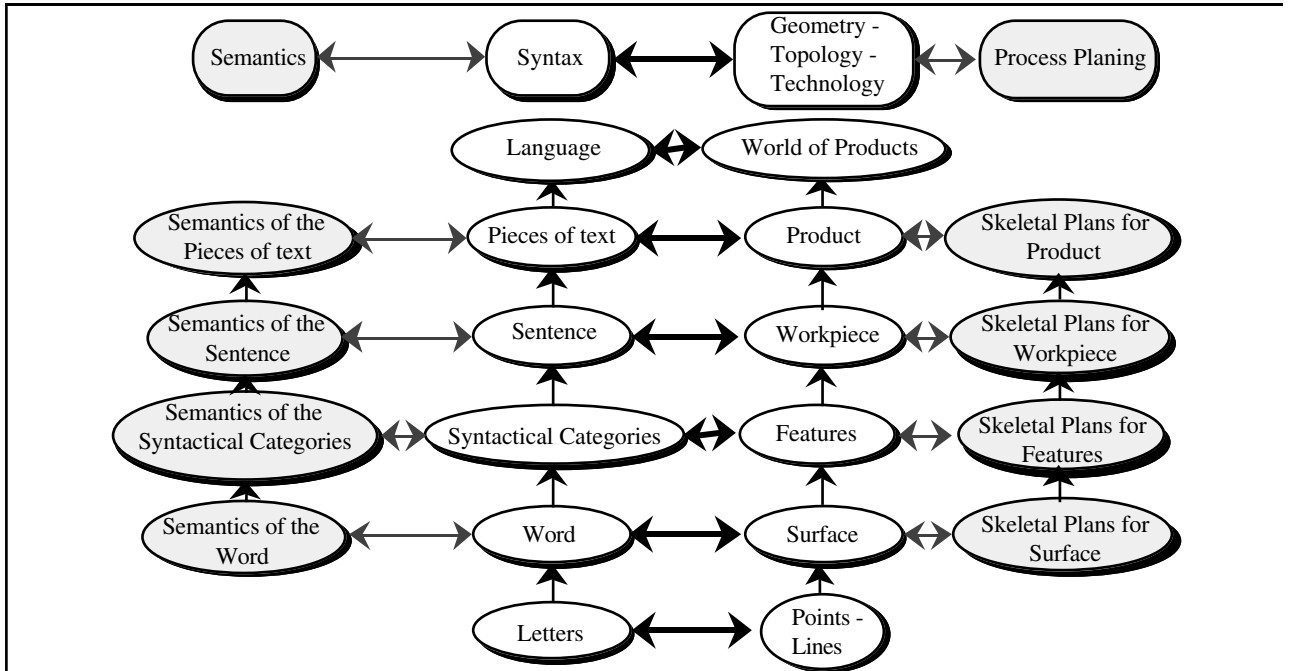 Semantics
Syntax
Geometry -
Topology -
Technology
Process Planing
Language
World of Products
Semantics of the
Pieces of text
Pieces of text
Product
Skeletal Plans for
Product
Semantics of the
Sentence
Sentence
Workpiece
Skeletal Plans for
Workpiece
Semantics of the
Syntactical Categories
Syntactical Categories
Features
Skeletal Plans for
Features
Semantics of the
Word
Word
Surface
Skeletal Plans for
Surface
Letters
Points -
Lines